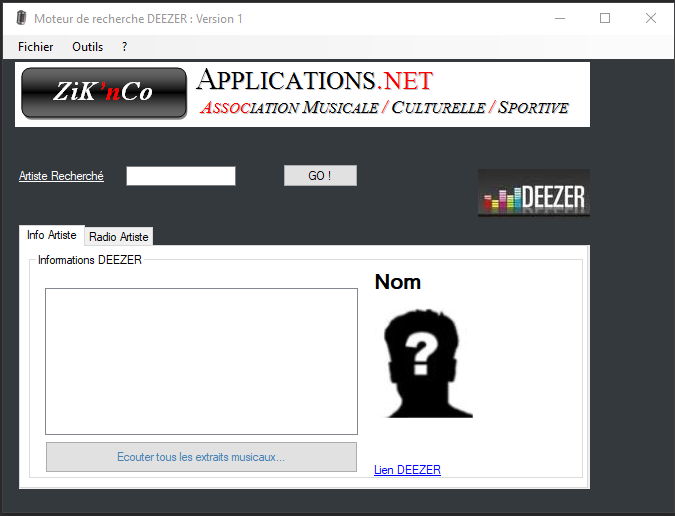 Moteur de recherche DEEZER : Version 1
Fichier Outils ?
ZiK 'nCo
APPLICATIONS.NET
ASSOCIATION MUSICALE / CULTURELLE / SPORTIVE
Artiste Recherché GO !
DEEZER
Info Artiste Radio Artiste
Informations DEEZER
Nom
?
Ecouter tous les extraits musicaux...
Lien DEEZER